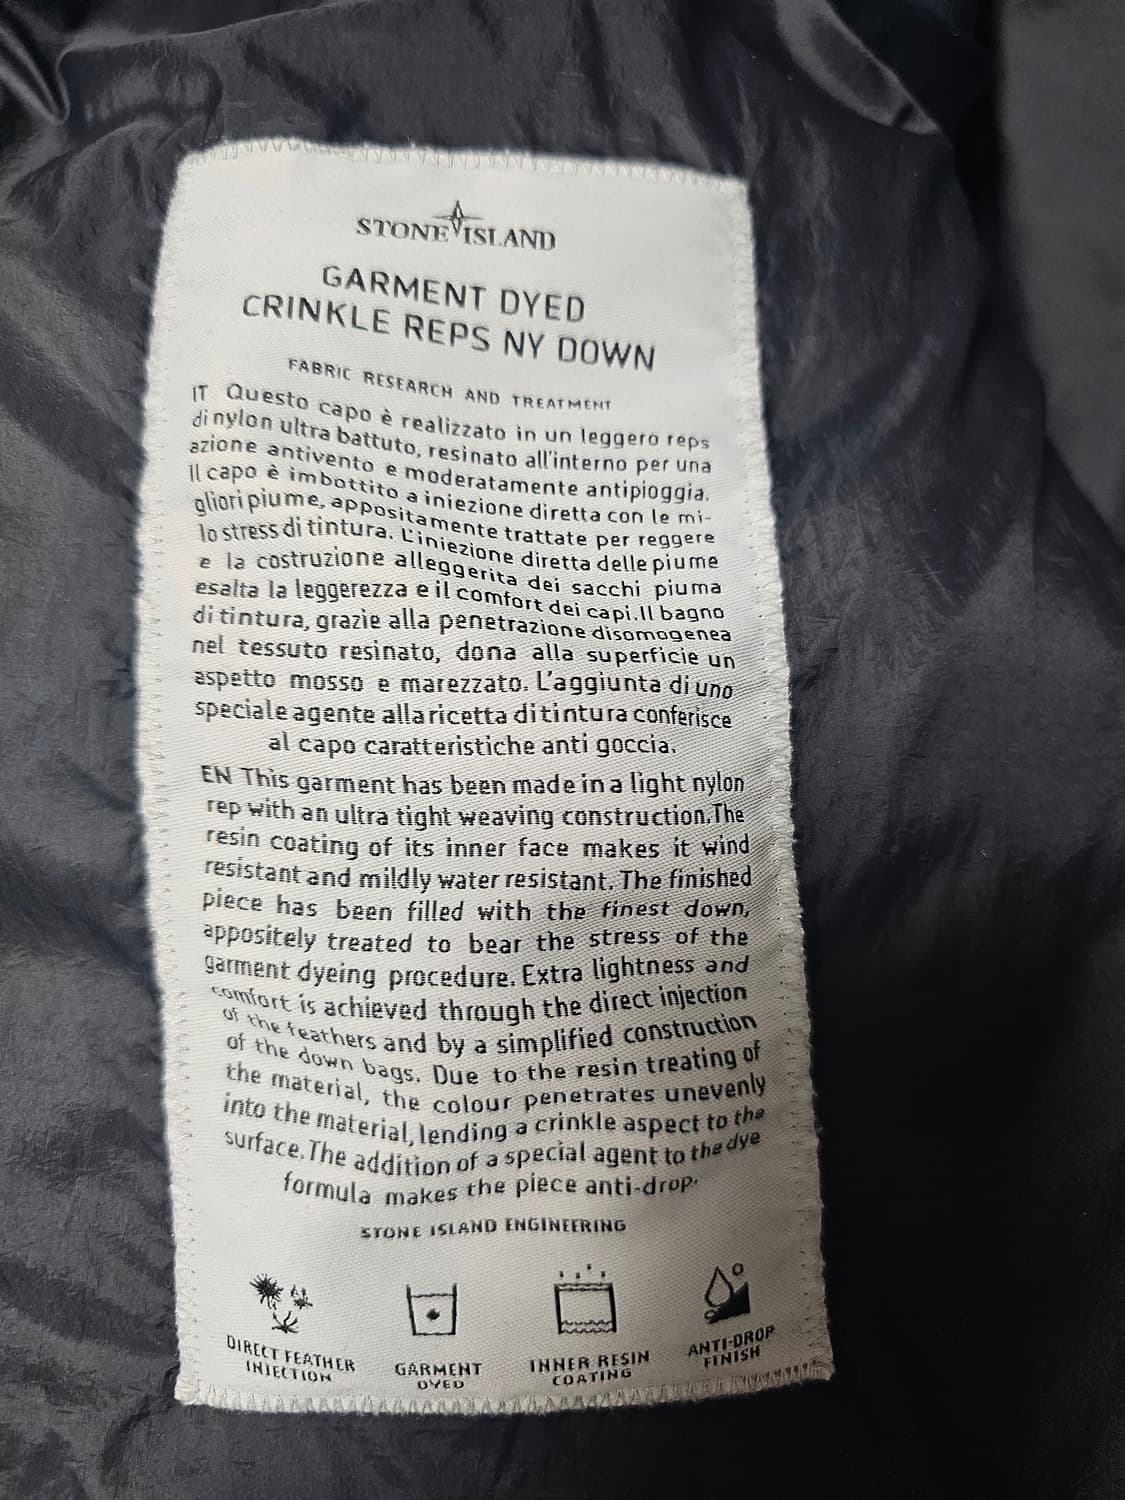 STONE ISLAND
GARMENT DYED
CRINKLE REPS NY DOWN
FABRIC RESEARCH AND TREATMENT
IT Questo capo è realizzato in un leggero reps
di nylon ultra battuto, resinato all'interno per una
azione antivento e moderatamente antipioggia.
Il capo è imbottito a iniezione diretta con le mi-
gliori piume, appositamente trattate per reggere
lo stress di tintura. L'iniezione diretta delle piume
e la costruzione alleggerita dei sacchi piuma
esalta la leggerezza e il comfort dei capi.Il bagno
di tintura, grazie alla penetrazione disomogenea
nel tessuto resinato, dona alla superficie un
aspetto mosso e marezzato. L'aggiunta di uno
speciale agente alla ricetta di tintura conferisce
al capo caratteristiche anti goccia.
EN This garment has been made in a light nylon
rep with an ultra tight weaving construction.The
resin coating of its inner face makes it wind
resistant and mildly water resistant. The finished
piece has been filled with the finest down,
appositely treated to bear the stress of the
garment dyeing procedure. Extra lightness and
comfort is achieved through the direct injection
of the feathers and by a simplified construction
of the down bags. Due to the resin treating of
the material, the colour penetrates unevenly
into the material, lending a crinkle aspect to the
surface.The addition of a special agent to the dye
formula makes the piece anti-drop.
STONE ISLAND ENGINEERING
DIRECT FEATHER
INJECTION
GARMENT
DYED
INNER RESIN
COATING
ANTI-DROP
FINISH